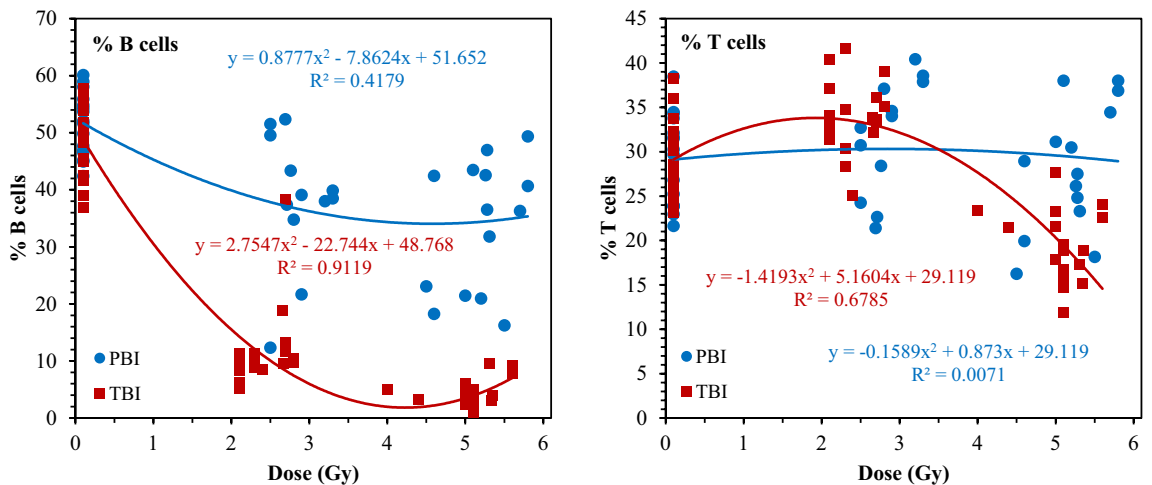 % B cells
y = 0.8777x² - 7.8624x + 51.652
R² = 0.4179
y = 2.7547x² - 22.744x + 48.768
R² = 0.9119
PBI
TBI
% B cells
70
60
50
40
30
20
10
0
0 1 2 3 4 5 6
Dose (Gy)
% T cells
y = -1.4193x² + 5.1604x + 29.119
R² = 0.6785
y = -0.1589x² + 0.873x + 29.119
R² = 0.0071
PBI
TBI
% T cells
45
40
35
30
25
20
15
10
5
0
0 1 2 3 4 5 6
Dose (Gy)